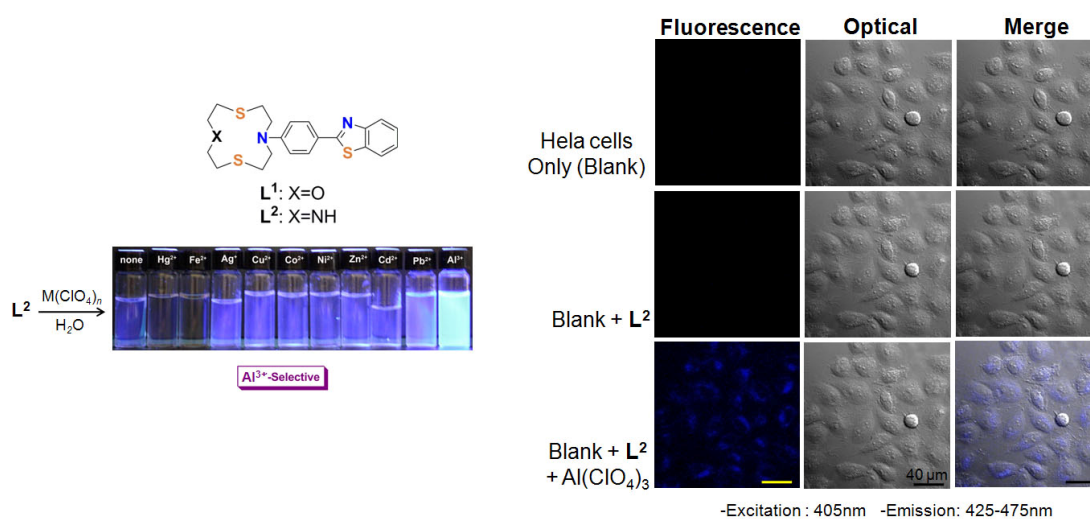 Fluorescence Optical Merge
S
X N N
S S
L¹: X=O
L²: X=NH
Hela cells
Only (Blank)
none Hg²⁺ Fe²⁺ Ag⁺ Cu²⁺ Co²⁺ Ni²⁺ Zn²⁺ Cd²⁺ Pb²⁺ Al³⁺
L² M(ClO₄)ₙ
H₂O
Al³⁺-Selective
Blank + L²
Blank + L²
+ Al(ClO₄)₃
40 μm
-Excitation : 405nm -Emission: 425-475nm